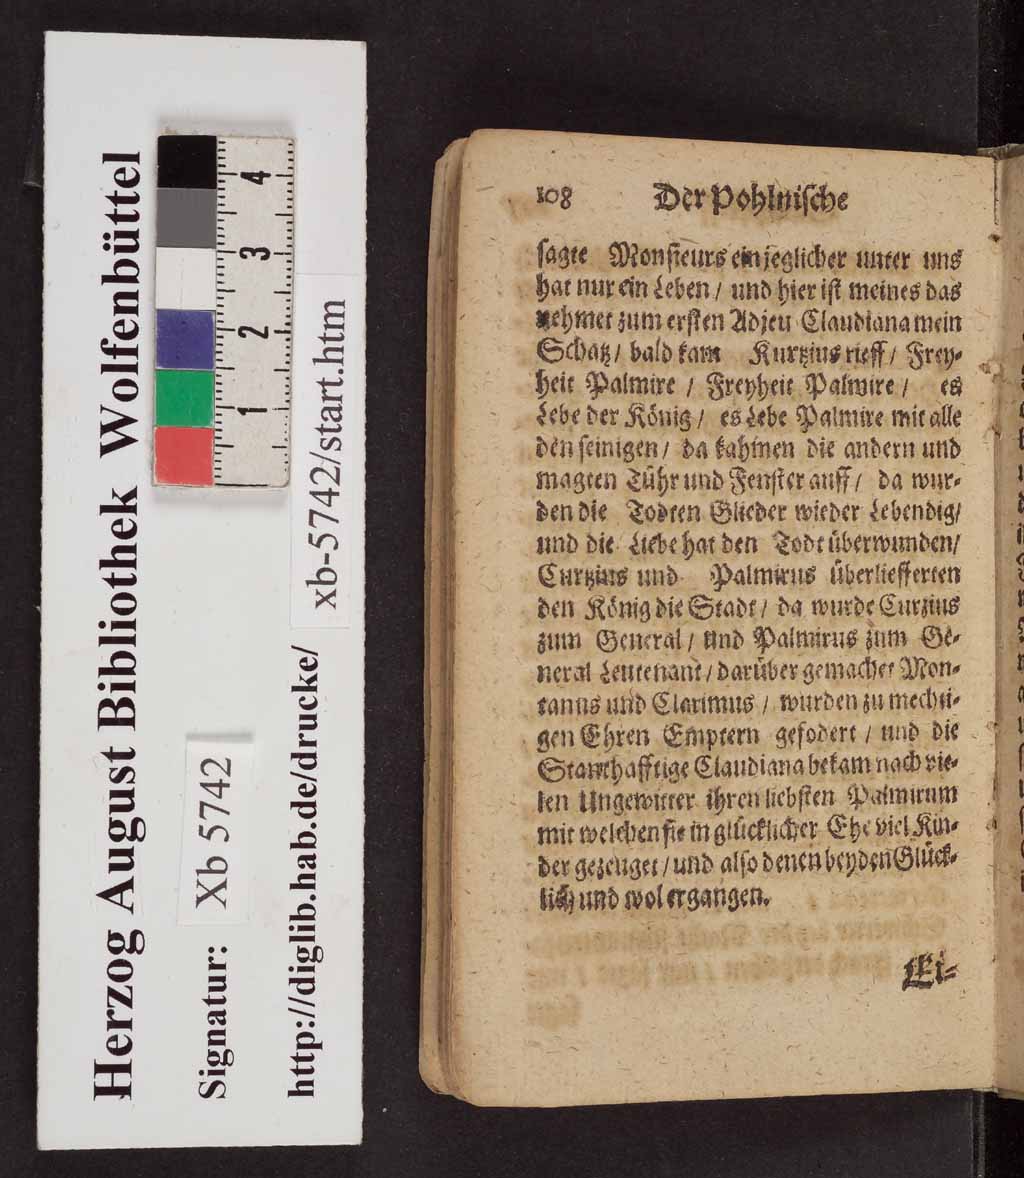 Herzog August Bibliothek Wolfenbüttel
Signatur: Xb 5742
http://diglib.hab.de/drucke/ xb-5742/start.htm
1 2 3 4
108 Der Pohlnische
sagte Monsieurs ein jeglicher unter uns
hat nur ein Leben / und hier ist meines das
nehmet zum ersten Adjeu Claudiana mein
Schatz / bald kam Kurtzius rieff / Frey-
heit Palmire / Freyheit Palmire / es
Lebe der König / es Lebe Palmire mit alle
den seinigen / da kahmen die andern und
magten Tühr und Fenster auff / da wur-
den die Todten Glieder wieder Lebendig /
und die Liebe hat den Todt überwunden /
Curtzius und Palmirus überliefferten
den König die Stadt / da wurde Curzius
zum General / und Palmirus zum Ge-
neral Leutenant / darüber gemachet Mon-
tanus und Clarimus / wurden zu mechti-
gen Ehren Emptern gefodert / und die
Stanthafftige Claudiana bekam nach vie-
len Ungewitter ihren liebsten Palmirum
mit welchen sie in glücklicher Ehe viel Kin-
der gezeuget / und also denen beyden Glück-
lich und wol ergangen.
Ei-